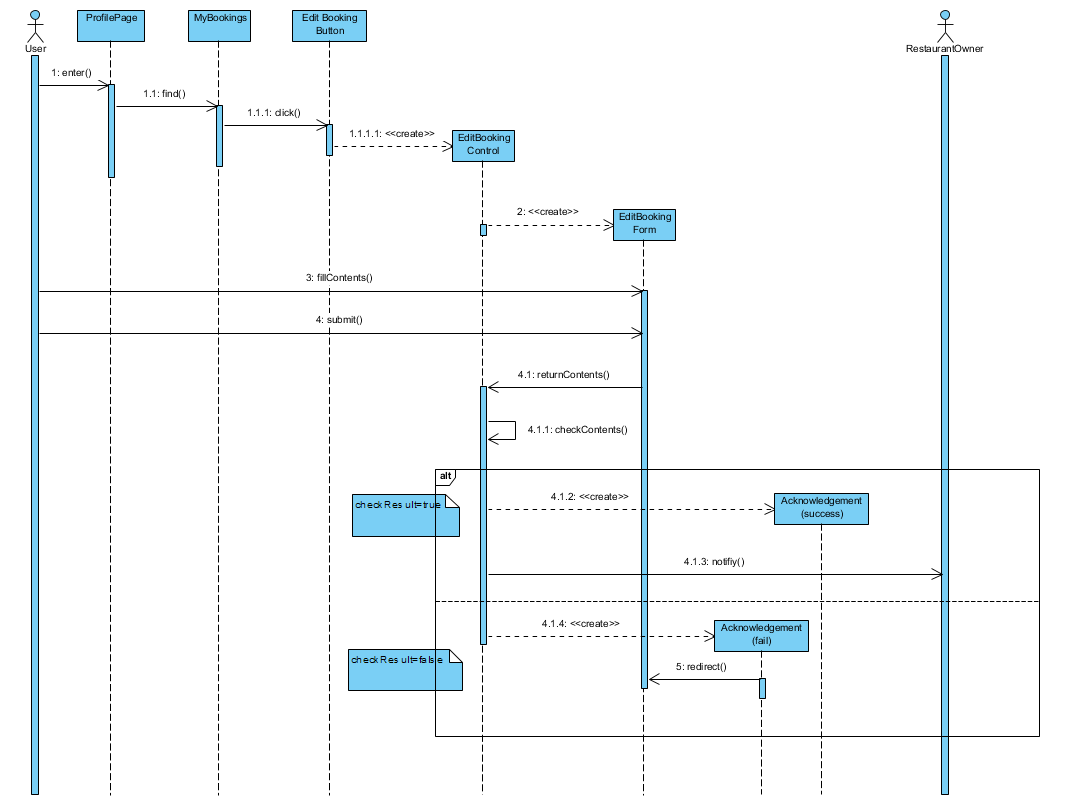 ProfilePage
MyBookings
Edit Booking
Button
User
RestaurantOwner
1: enter()
1.1: find()
1.1.1: click()
1.1.1.1: <<create>>
EditBooking
Control
2: <<create>>
EditBooking
Form
3: fillContents()
4: submit()
4.1: returnContents()
4.1.1: checkContents()
alt
checkResult=true
4.1.2: <<create>>
Acknowledgement
(success)
4.1.3: notifiy()
4.1.4: <<create>>
Acknowledgement
(fail)
checkResult=false
5: redirect()